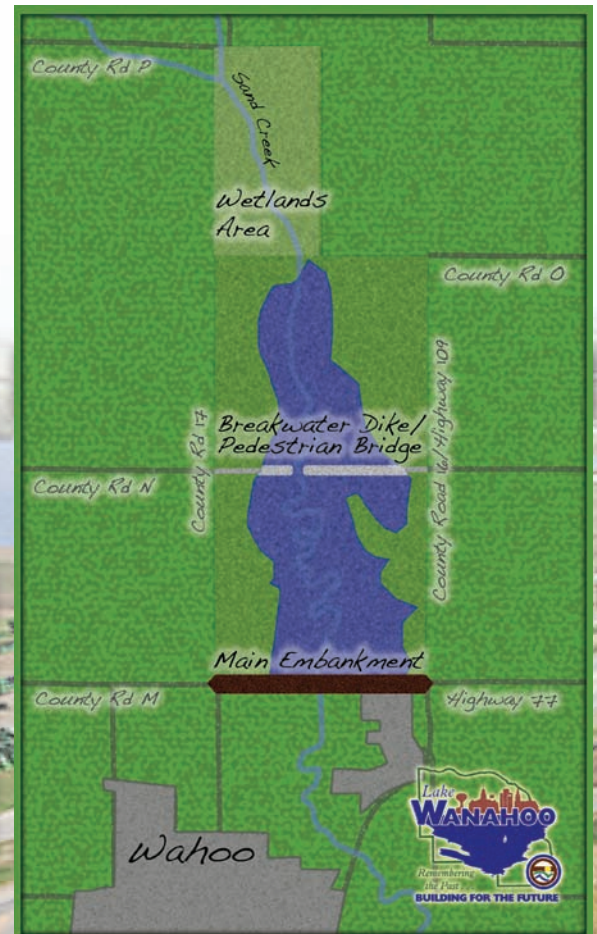 County Rd P
Sand Creek
Wetlands
Area
County Rd O
County Rd 17
Breakwater Dike/
Pedestrian Bridge
County Road 16/ Highway 109
County Rd N
Main Embankment
County Rd M
Highway 77
Wahoo
Lake
WANAHOO
Remembering
the Past . . .
BUILDING FOR THE FUTURE